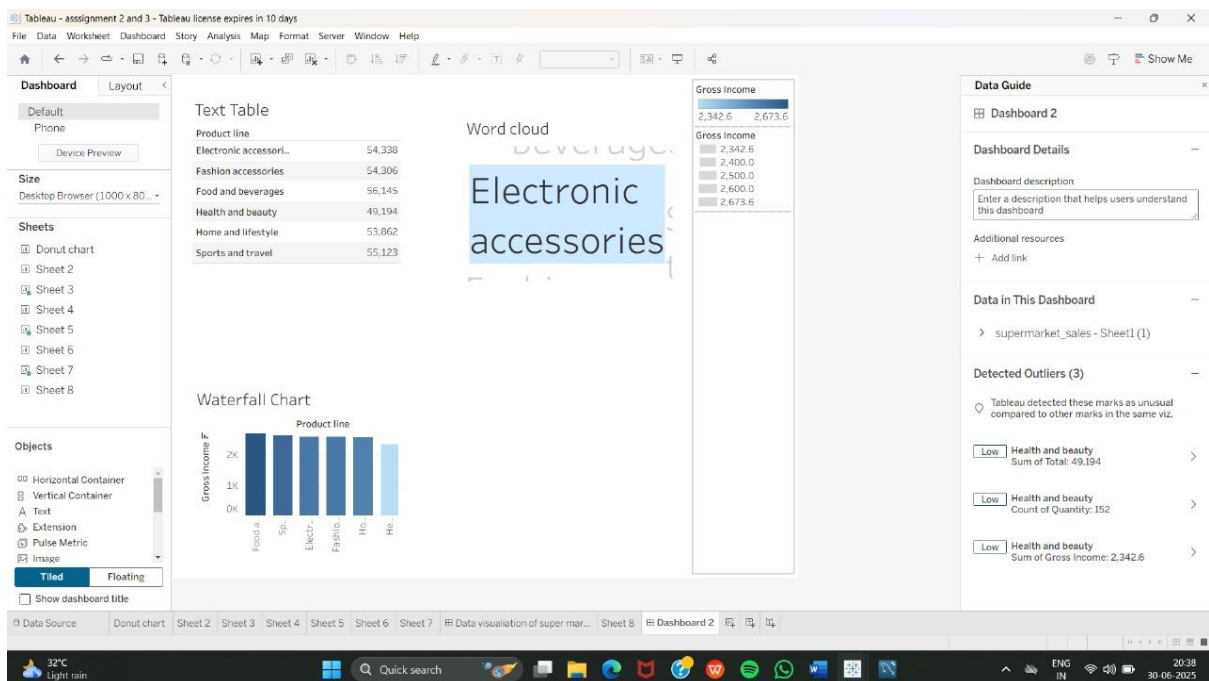 Tableau - asssignment 2 and 3 - Tableau license expires in 10 days
File Data Worksheet Dashboard Story Analysis Map Format Server Window Help
Show Me
Dashboard Layout
Default
Phone
Device Preview
Size
Desktop Browser (1000 x 80...
Sheets
Donut chart
Sheet 2
Sheet 3
Sheet 4
Sheet 5
Sheet 6
Sheet 7
Sheet 8
Objects
Horizontal Container
Vertical Container
Text
Extension
Pulse Metric
Image
Tiled Floating
Show dashboard title
Text Table
Product line
Electronic accessori.. 54,338
Fashion accessories 54,306
Food and beverages 56,145
Health and beauty 49,194
Home and lifestyle 53,862
Sports and travel 55,123
Word cloud
beverages
Electronic
accessories
Waterfall Chart
Product line
Gross Income F
2K
1K
0K
Food a..
Sp..
Electr..
Fashio..
Ho..
He..
Gross Income
2,342.6 2,673.6
Gross Income
2,342.6
2,400.0
2,500.0
2,600.0
2,673.6
Data Guide
Dashboard 2
Dashboard Details
Dashboard description
Enter a description that helps users understand
this dashboard
Additional resources
Add link
Data in This Dashboard
supermarket_sales - Sheet1 (1)
Detected Outliers (3)
Tableau detected these marks as unusual
compared to other marks in the same viz.
Low Health and beauty
Sum of Total: 49,194
Low Health and beauty
Count of Quantity: 152
Low Health and beauty
Sum of Gross Income: 2,342.6
Data Source Donut chart Sheet 2 Sheet 3 Sheet 4 Sheet 5 Sheet 6 Sheet 7 Data visualiation of super mar... Sheet 8 Dashboard 2
32°C
Light rain
Quick search
ENG
IN
20:38
30-06-2025